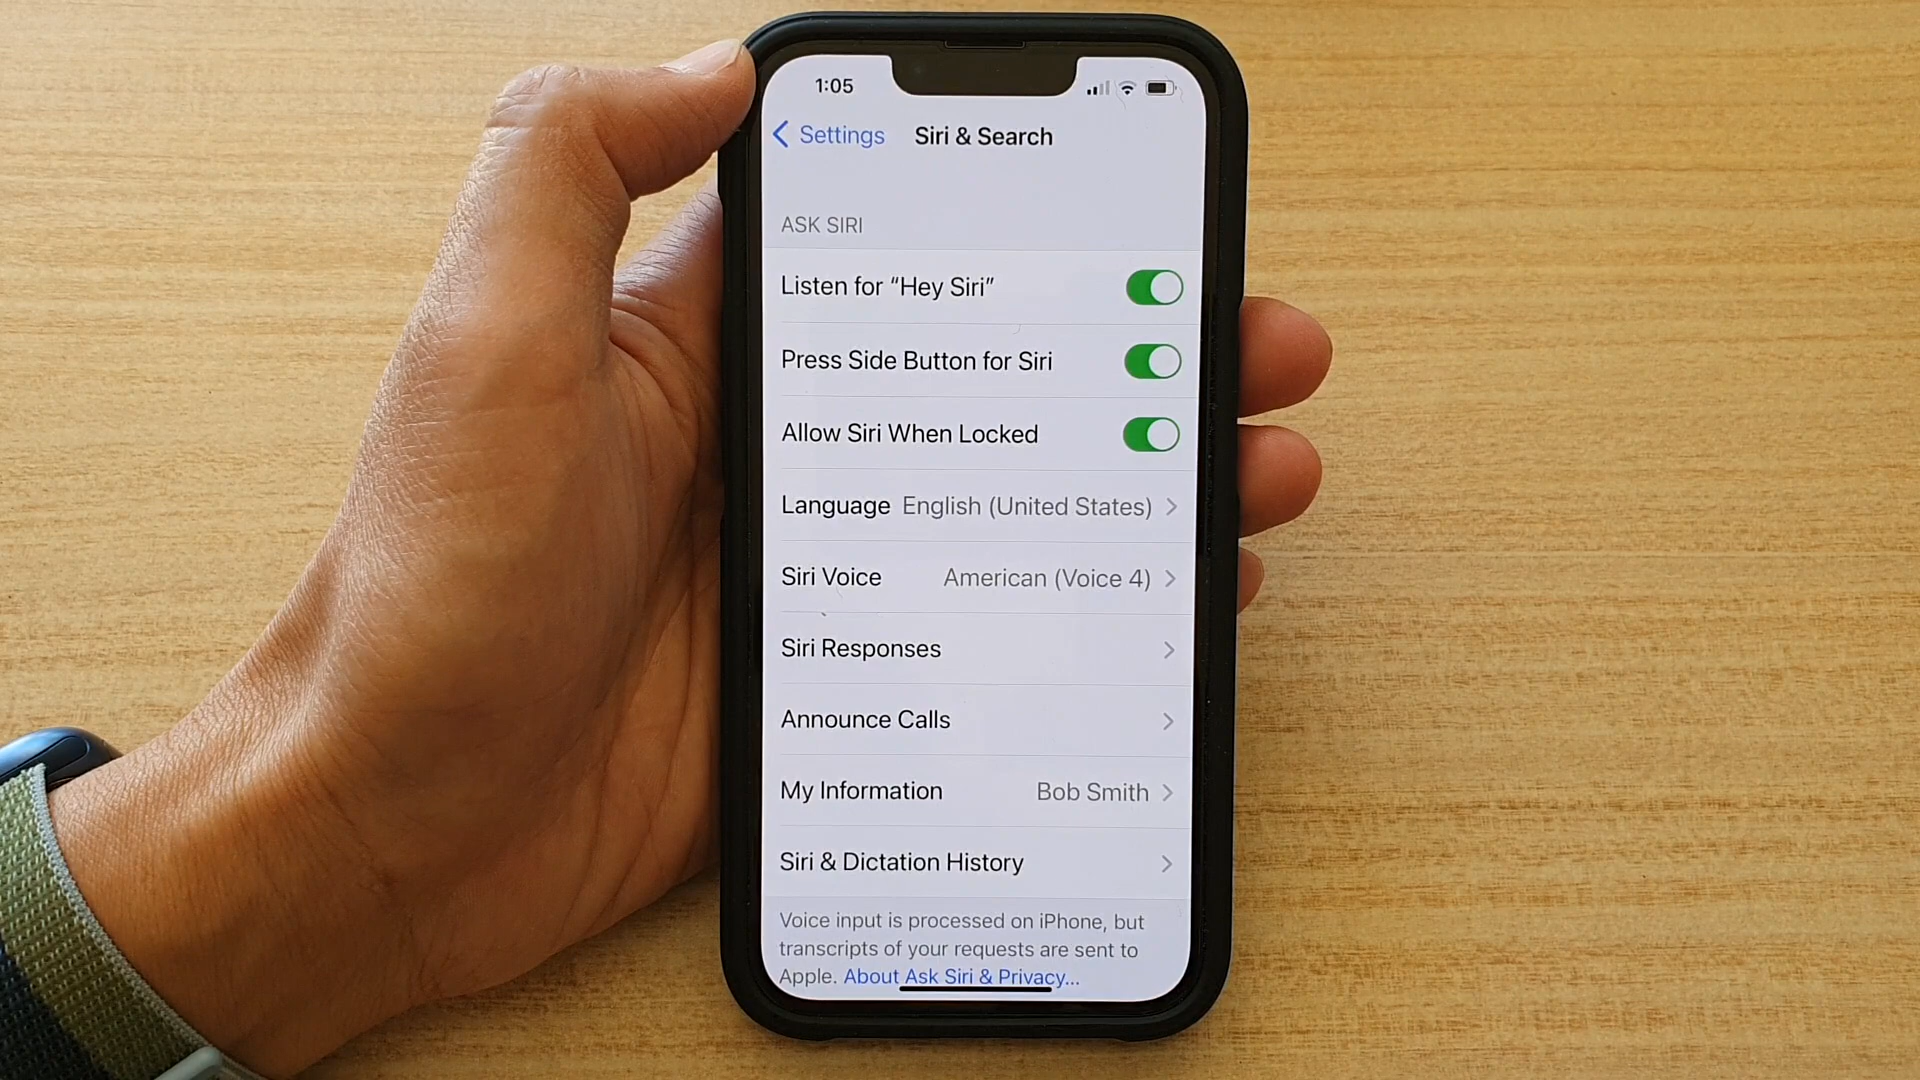 1:05
Settings Siri & Search
ASK SIRI
Listen for “Hey Siri”
Press Side Button for Siri
Allow Siri When Locked
Language English (United States)
Siri Voice American (Voice 4)
Siri Responses
Announce Calls
My Information Bob Smith
Siri & Dictation History
Voice input is processed on iPhone, but
transcripts of your requests are sent to
Apple. About Ask Siri & Privacy...